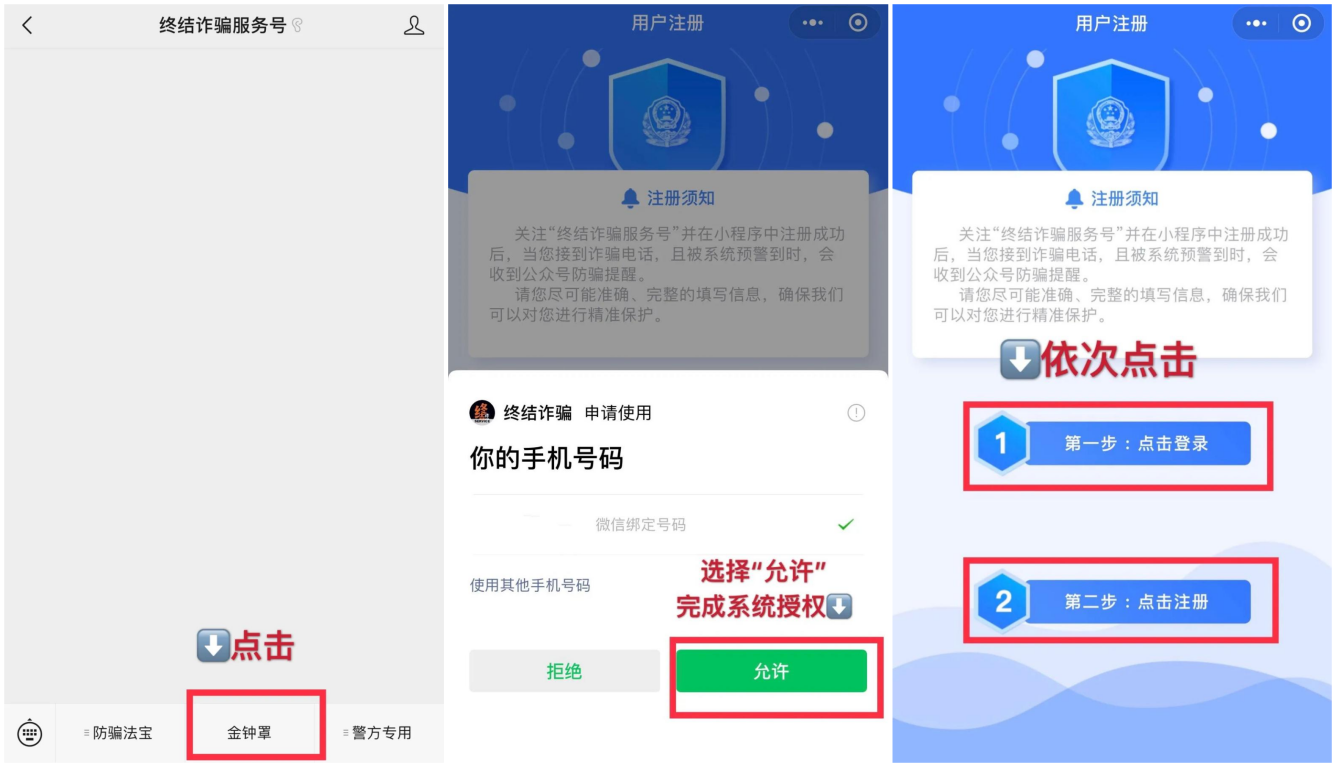 终结诈骗服务号
点击
防骗法宝
金钟罩
警方专用
用户注册
注册须知
关注“终结诈骗服务号”并在小程序中注册成功
后，当您接到诈骗电话，且被系统预警到时，会
收到公众号防骗提醒。
请您尽可能准确、完整的填写信息，确保我们
可以对您进行精准保护。
终结诈骗 申请使用
你的手机号码
微信绑定号码
使用其他手机号码
选择“允许”
完成系统授权
拒绝
允许
用户注册
注册须知
关注“终结诈骗服务号”并在小程序中注册成功
后，当您接到诈骗电话，且被系统预警到时，会
收到公众号防骗提醒。
请您尽可能准确、完整的填写信息，确保我们
可以对您进行精准保护。
依次点击
1 第一步：点击登录
2 第二步：点击注册